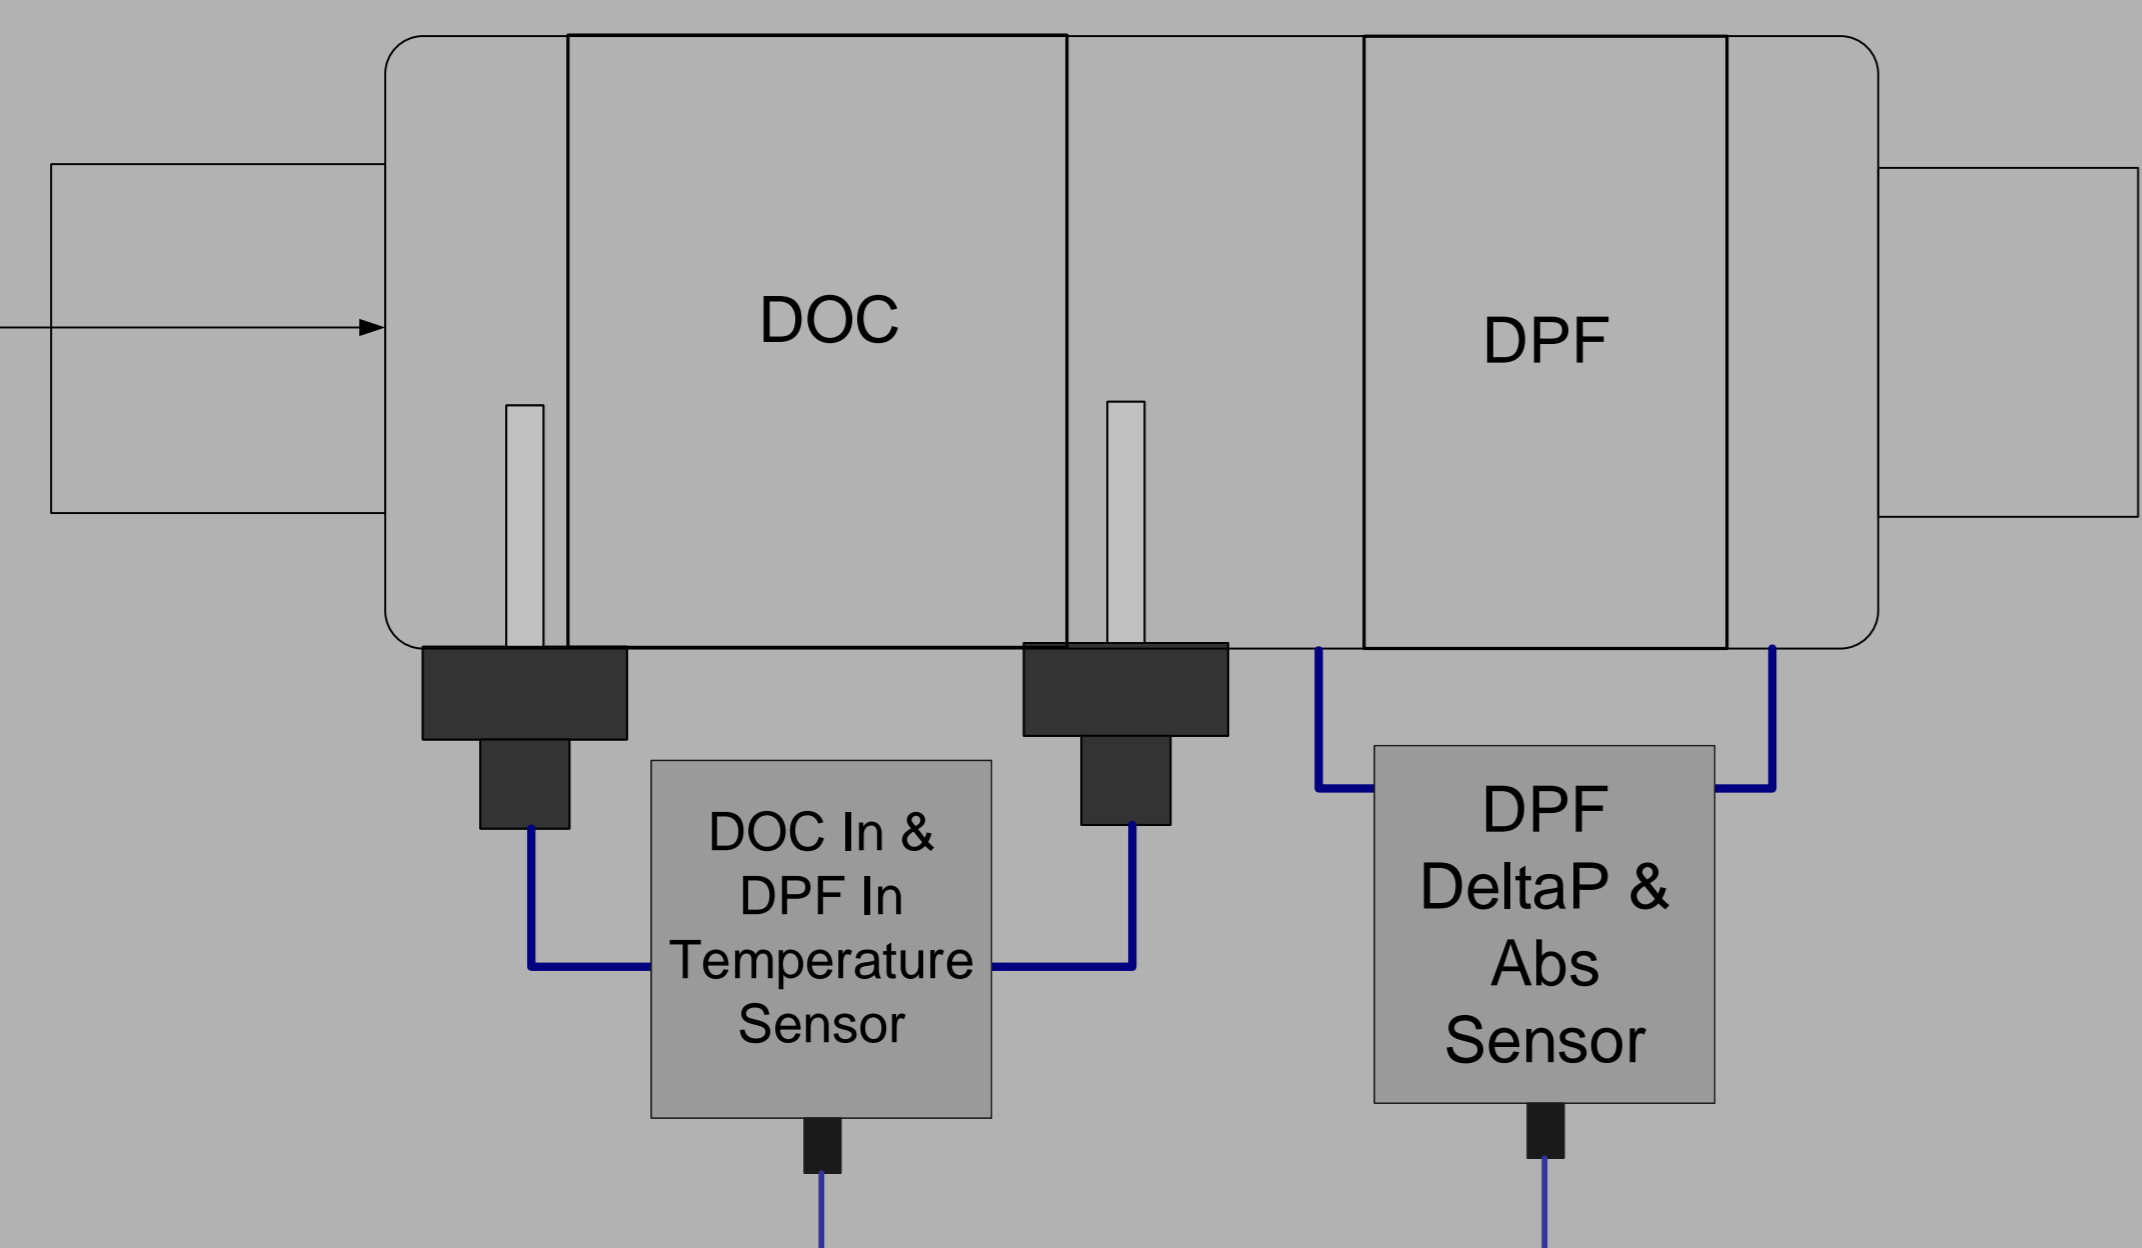 DOC
DPF
DOC In &
DPF In
Temperature
Sensor
DPF
DeltaP &
Abs
Sensor